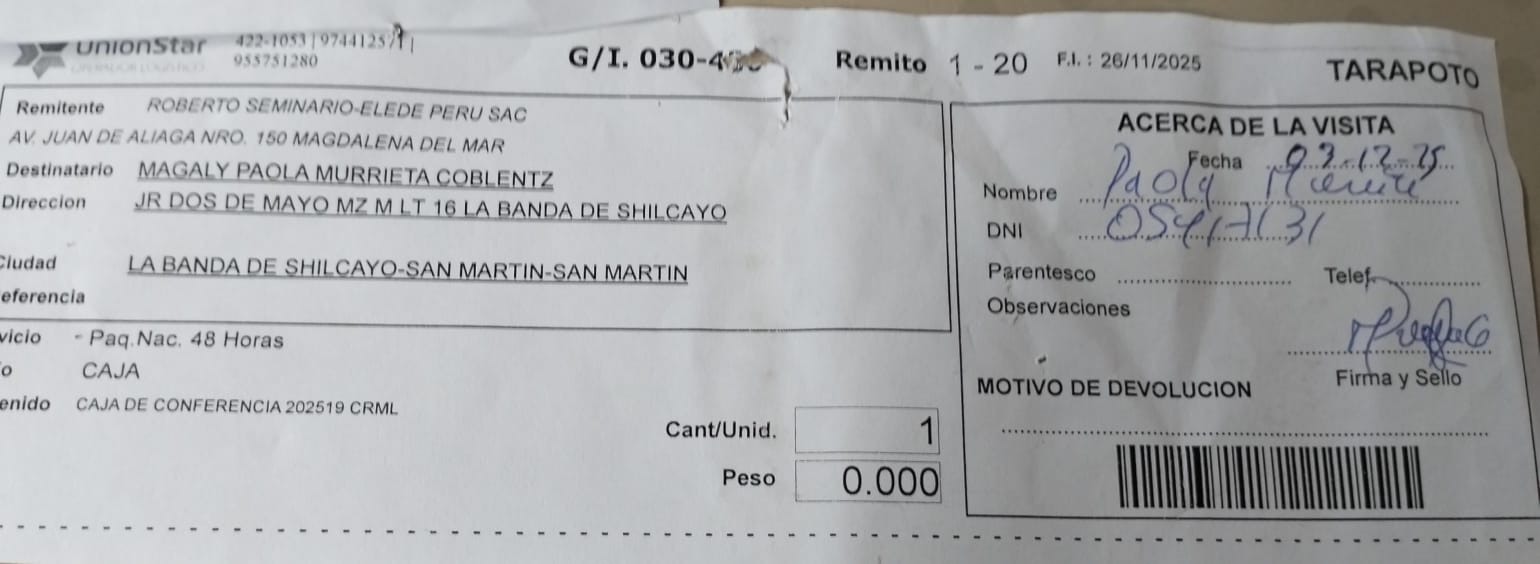 UnionStar 422-1053 | 97441257 |
OPERADOR LOGISTICO 955751280
G/I. 030- Remito 1 - 20 F.I. : 26/11/2025 TARAPOTO
Remitente ROBERTO SEMINARIO-ELEDE PERU SAC
AV. JUAN DE ALIAGA NRO. 150 MAGDALENA DEL MAR
Destinatario MAGALY PAOLA MURRIETA COBLENTZ
Direccion JR DOS DE MAYO MZ M LT 16 LA BANDA DE SHILCAYO
Ciudad LA BANDA DE SHILCAYO-SAN MARTIN-SAN MARTIN
eferencia
vicio - Paq.Nac. 48 Horas
o CAJA
enido CAJA DE CONFERENCIA 202519 CRML
Cant/Unid. 1
Peso 0.000
ACERCA DE LA VISITA
Fecha 03-12-25
Nombre Paola
DNI
Parentesco Telef.
Observaciones
Firma y Sello
MOTIVO DE DEVOLUCION